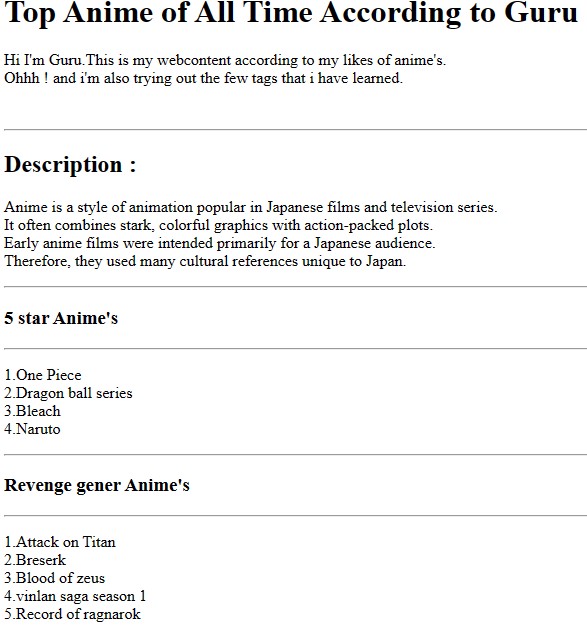 Top Anime of All Time According to Guru
Hi I'm Guru.This is my webcontent according to my likes of anime's.
Ohhh ! and i'm also trying out the few tags that i have learned.
Description :
Anime is a style of animation popular in Japanese films and television series.
It often combines stark, colorful graphics with action-packed plots.
Early anime films were intended primarily for a Japanese audience.
Therefore, they used many cultural references unique to Japan.
5 star Anime's
1.One Piece
2.Dragon ball series
3.Bleach
4.Naruto
Revenge gener Anime's
1.Attack on Titan
2.Breserk
3.Blood of zeus
4.vinlan saga season 1
5.Record of ragnarok